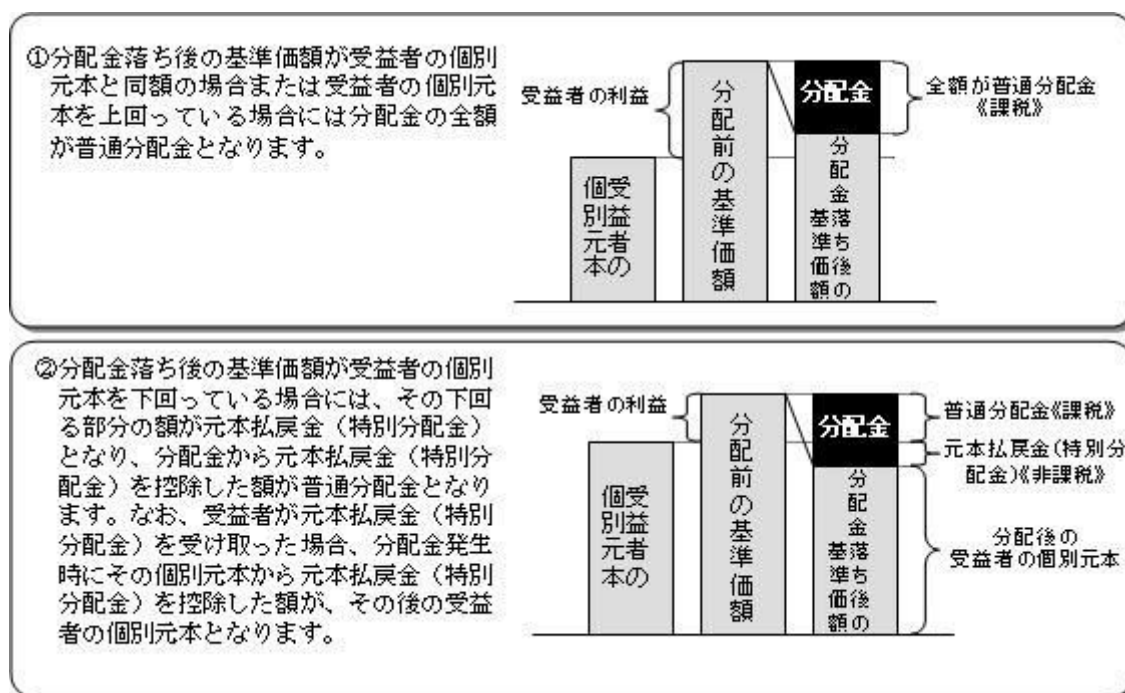 ①分配金落ち後の基準価額が受益者の個別
元本と同額の場合または受益者の個別元
本を上回っている場合には分配金の全額
が普通分配金となります。
受益者の利益
受益者の
個別元本
分配前の基準価額
分配金
分配金落ち後の
基準価額
全額が普通分配金
《課税》
②分配金落ち後の基準価額が受益者の個別
元本を下回っている場合には、その下回
る部分の額が元本払戻金（特別分配金）
となり、分配金から元本払戻金（特別分
配金）を控除した額が普通分配金となり
ます。なお、受益者が元本払戻金（特別
分配金）を受け取った場合、分配金発生
時にその個別元本から元本払戻金（特別
分配金）を控除した額が、その後の受益
者の個別元本となります。
受益者の利益
受益者の
個別元本
分配前の基準価額
分配金
分配金落ち後の
基準価額
普通分配金《課税》
元本払戻金(特別分
配金)《非課税》
分配後の
受益者の個別元本